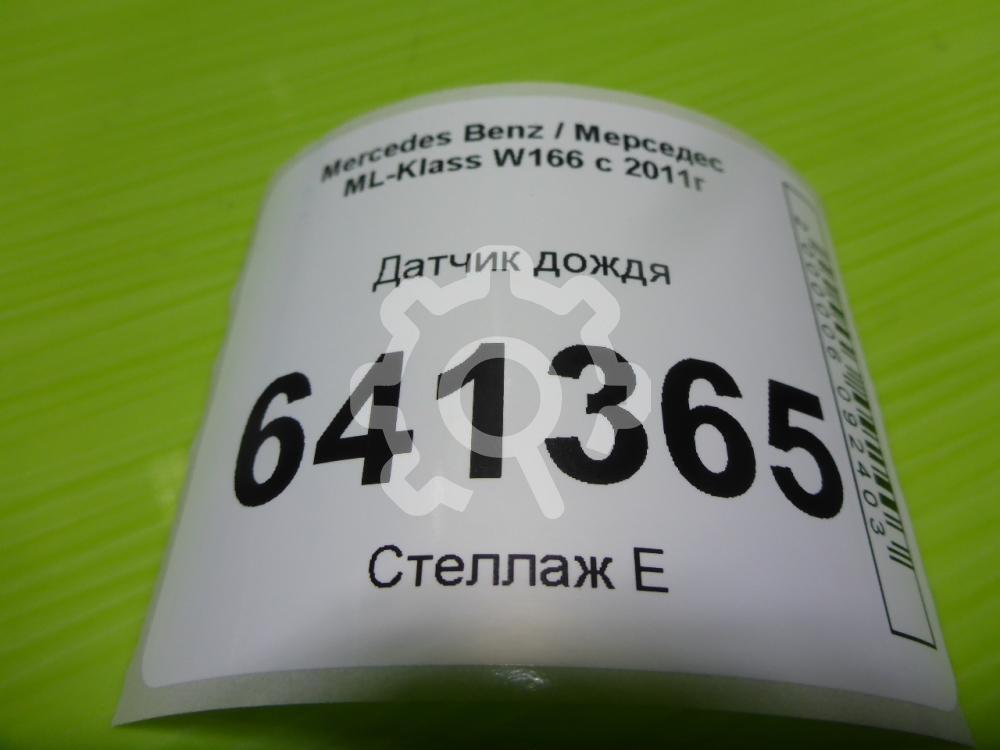 Mercedes Benz / Мерседес
ML-Klass W166 с 2011г
Датчик дождя
641365
Стеллаж Е